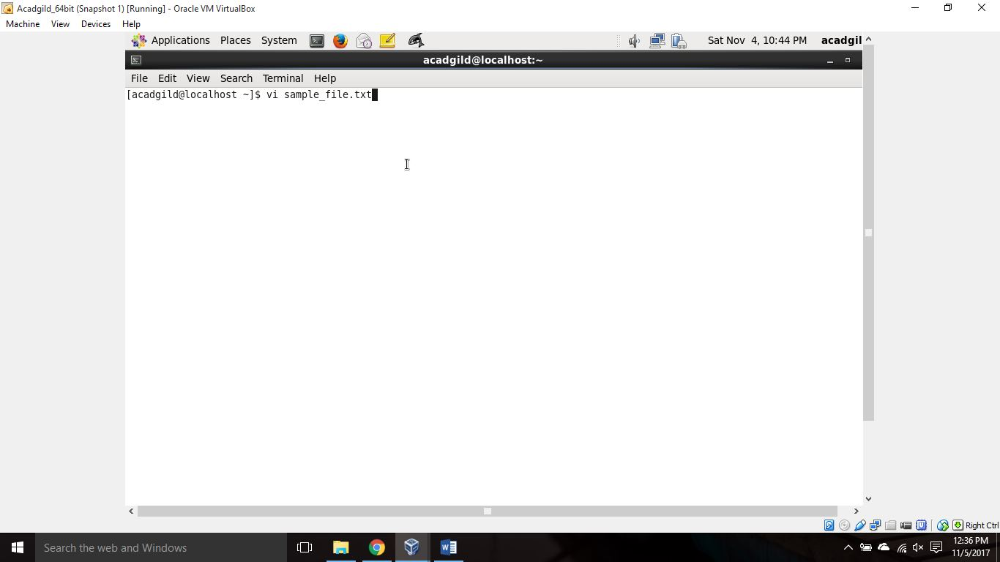 Acadgild_64bit (Snapshot 1) [Running] - Oracle VM VirtualBox
Machine View Devices Help
Applications Places System Sat Nov 4, 10:44 PM acadgil
acadgild@localhost:~
File Edit View Search Terminal Help
[acadgild@localhost ~]$ vi sample_file.txt
Right Ctrl
Search the web and Windows
12:36 PM
11/5/2017